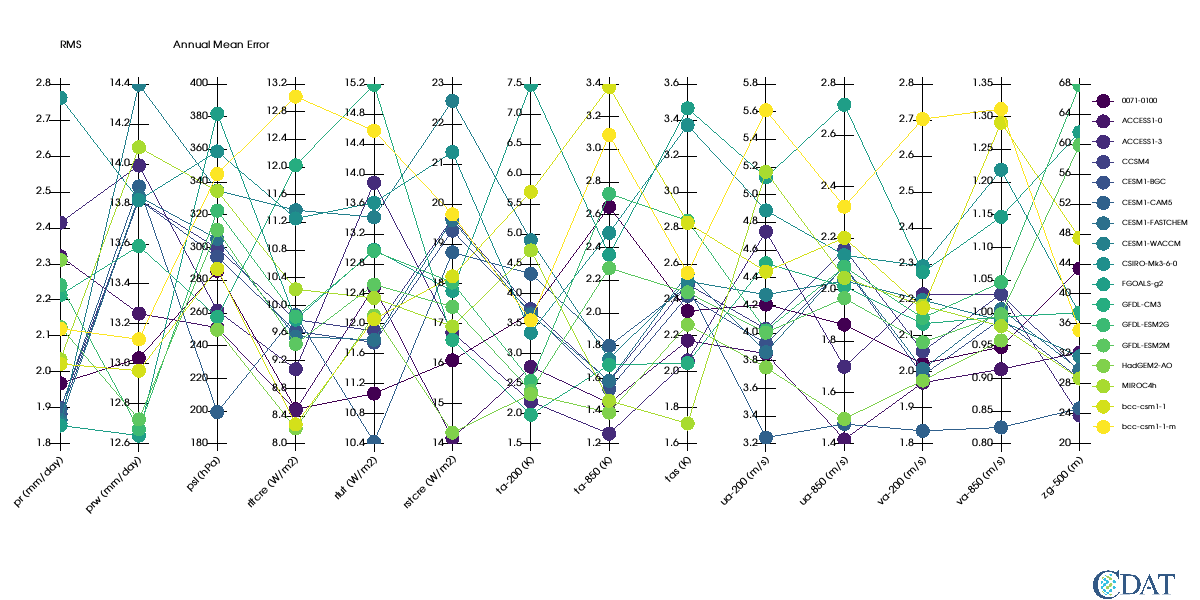 RMS Annual Mean Error
2.8 2.7 2.6 2.5 2.4 2.3 2.2 2.1 2.0 1.9 1.8
14.4 14.2 14.0 13.8 13.6 13.4 13.2 13.0 12.8 12.6
400 380 360 340 320 300 280 260 240 220 200 180
13.2 12.8 12.4 12.0 11.6 11.2 10.8 10.4 10.0 9.6 9.2 8.8 8.4 8.0
15.2 14.8 14.4 14.0 13.6 13.2 12.8 12.4 12.0 11.6 11.2 10.8 10.4
23 22 21 20 19 18 17 16 15 14
7.5 7.0 6.5 6.0 5.5 5.0 4.5 4.0 3.5 3.0 2.5 2.0 1.5
3.4 3.2 3.0 2.8 2.6 2.4 2.2 2.0 1.8 1.6 1.4 1.2
3.6 3.4 3.2 3.0 2.8 2.6 2.4 2.2 2.0 1.8 1.6
5.8 5.6 5.4 5.2 5.0 4.8 4.6 4.4 4.2 4.0 3.8 3.6 3.4 3.2
2.8 2.6 2.4 2.2 2.0 1.8 1.6 1.4
2.8 2.7 2.6 2.5 2.4 2.3 2.2 2.1 2.0 1.9 1.8
1.35 1.30 1.25 1.20 1.15 1.10 1.05 1.00 0.95 0.90 0.85 0.80
68 64 60 56 52 48 44 40 36 32 28 24 20
pr (mm/day)
prw (mm/day)
psl (hPa)
rltcre (W/m2)
rlut (W/m2)
rstcre (W/m2)
ta-200 (K)
ta-850 (K)
tas (K)
ua-200 (m/s)
ua-850 (m/s)
va-200 (m/s)
va-850 (m/s)
zg-500 (m)
0071-0100
ACCESS1-0
ACCESS1-3
CCSM4
CESM1-BGC
CESM1-CAM5
CESM1-FASTCHEM
CESM1-WACCM
CSIRO-Mk3-6-0
FGOALS-g2
GFDL-CM3
GFDL-ESM2G
GFDL-ESM2M
HadGEM2-AO
MIROC4h
bcc-csm1-1
bcc-csm1-1-m
CDAT